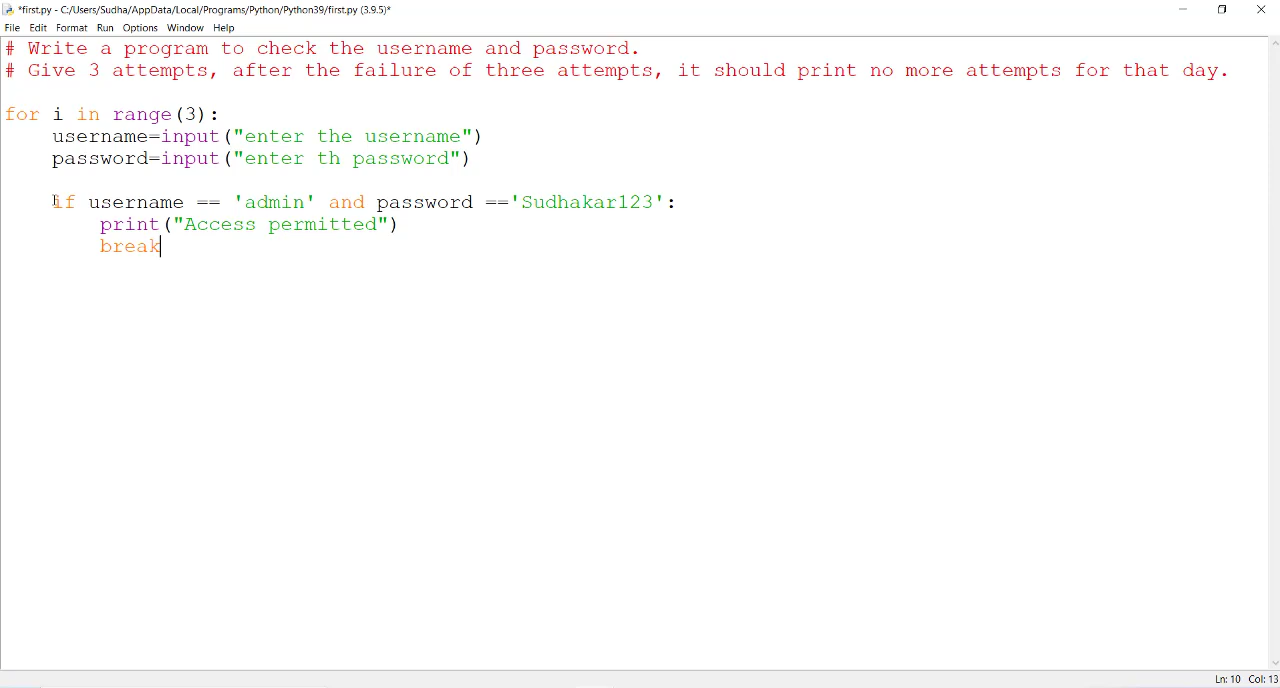 *first.py - C:/Users/Sudha/AppData/Local/Programs/Python/Python39/first.py (3.9.5)*
File Edit Format Run Options Window Help
# Write a program to check the username and password.
# Give 3 attempts, after the failure of three attempts, it should print no more attempts for that day.
for i in range(3):
    username=input("enter the username")
    password=input("enter th password")
    if username == 'admin' and password =='Sudhakar123':
        print("Access permitted")
        break
Ln: 10 Col: 13